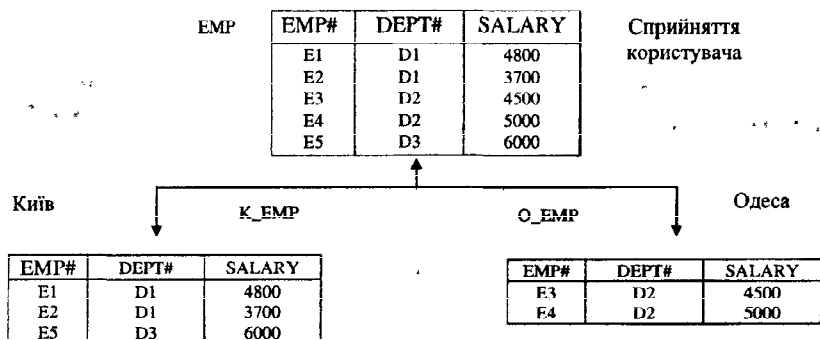 EMP
EMP# DEPT# SALARY
E1 D1 4800
E2 D1 3700
E3 D2 4500
E4 D2 5000
E5 D3 6000
Сприйняття
користувача
Київ
K_EMP
O_EMP
Одеса
EMP# DEPT# SALARY
E1 D1 4800
E2 D1 3700
E5 D3 6000
EMP# DEPT# SALARY
E3 D2 4500
E4 D2 5000